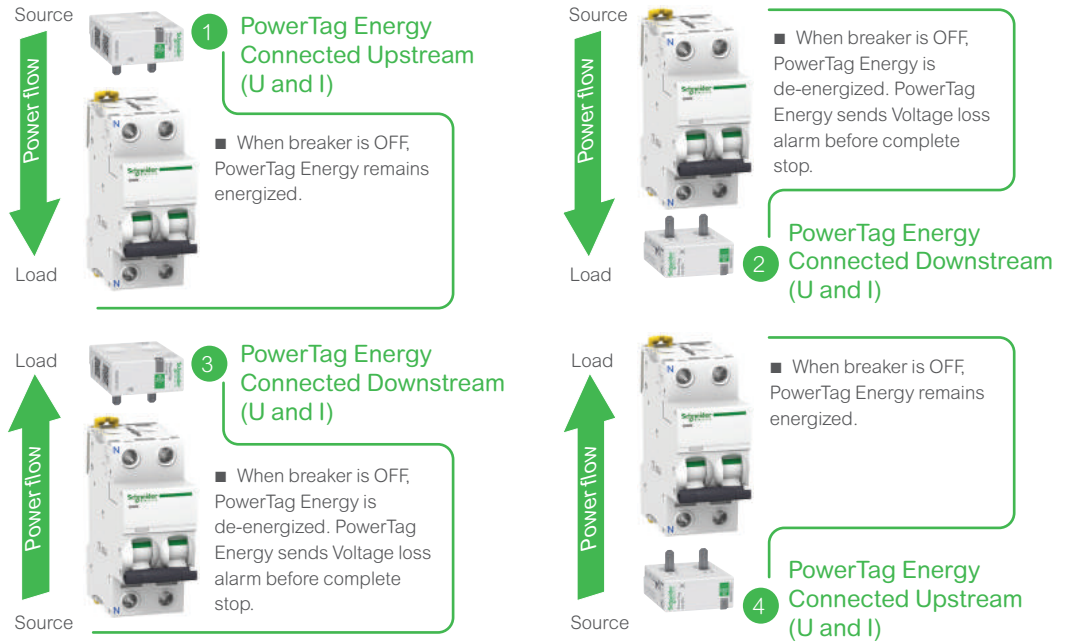 Source
Power flow
Load
1
PowerTag Energy
Connected Upstream
(U and I)
■ When breaker is OFF,
PowerTag Energy remains
energized.
N
Schneider
N
Source
Power flow
Load
■ When breaker is OFF,
PowerTag Energy is
de-energized. PowerTag
Energy sends Voltage loss
alarm before complete
stop.
N
Schneider
N
2
PowerTag Energy
Connected Downstream
(U and I)
Load
Power flow
Source
3
PowerTag Energy
Connected Downstream
(U and I)
■ When breaker is OFF,
PowerTag Energy is
de-energized. PowerTag
Energy sends Voltage loss
alarm before complete
stop.
N
Schneider
N
Load
Power flow
Source
■ When breaker is OFF,
PowerTag Energy remains
energized.
N
Schneider
N
4
PowerTag Energy
Connected Upstream
(U and I)